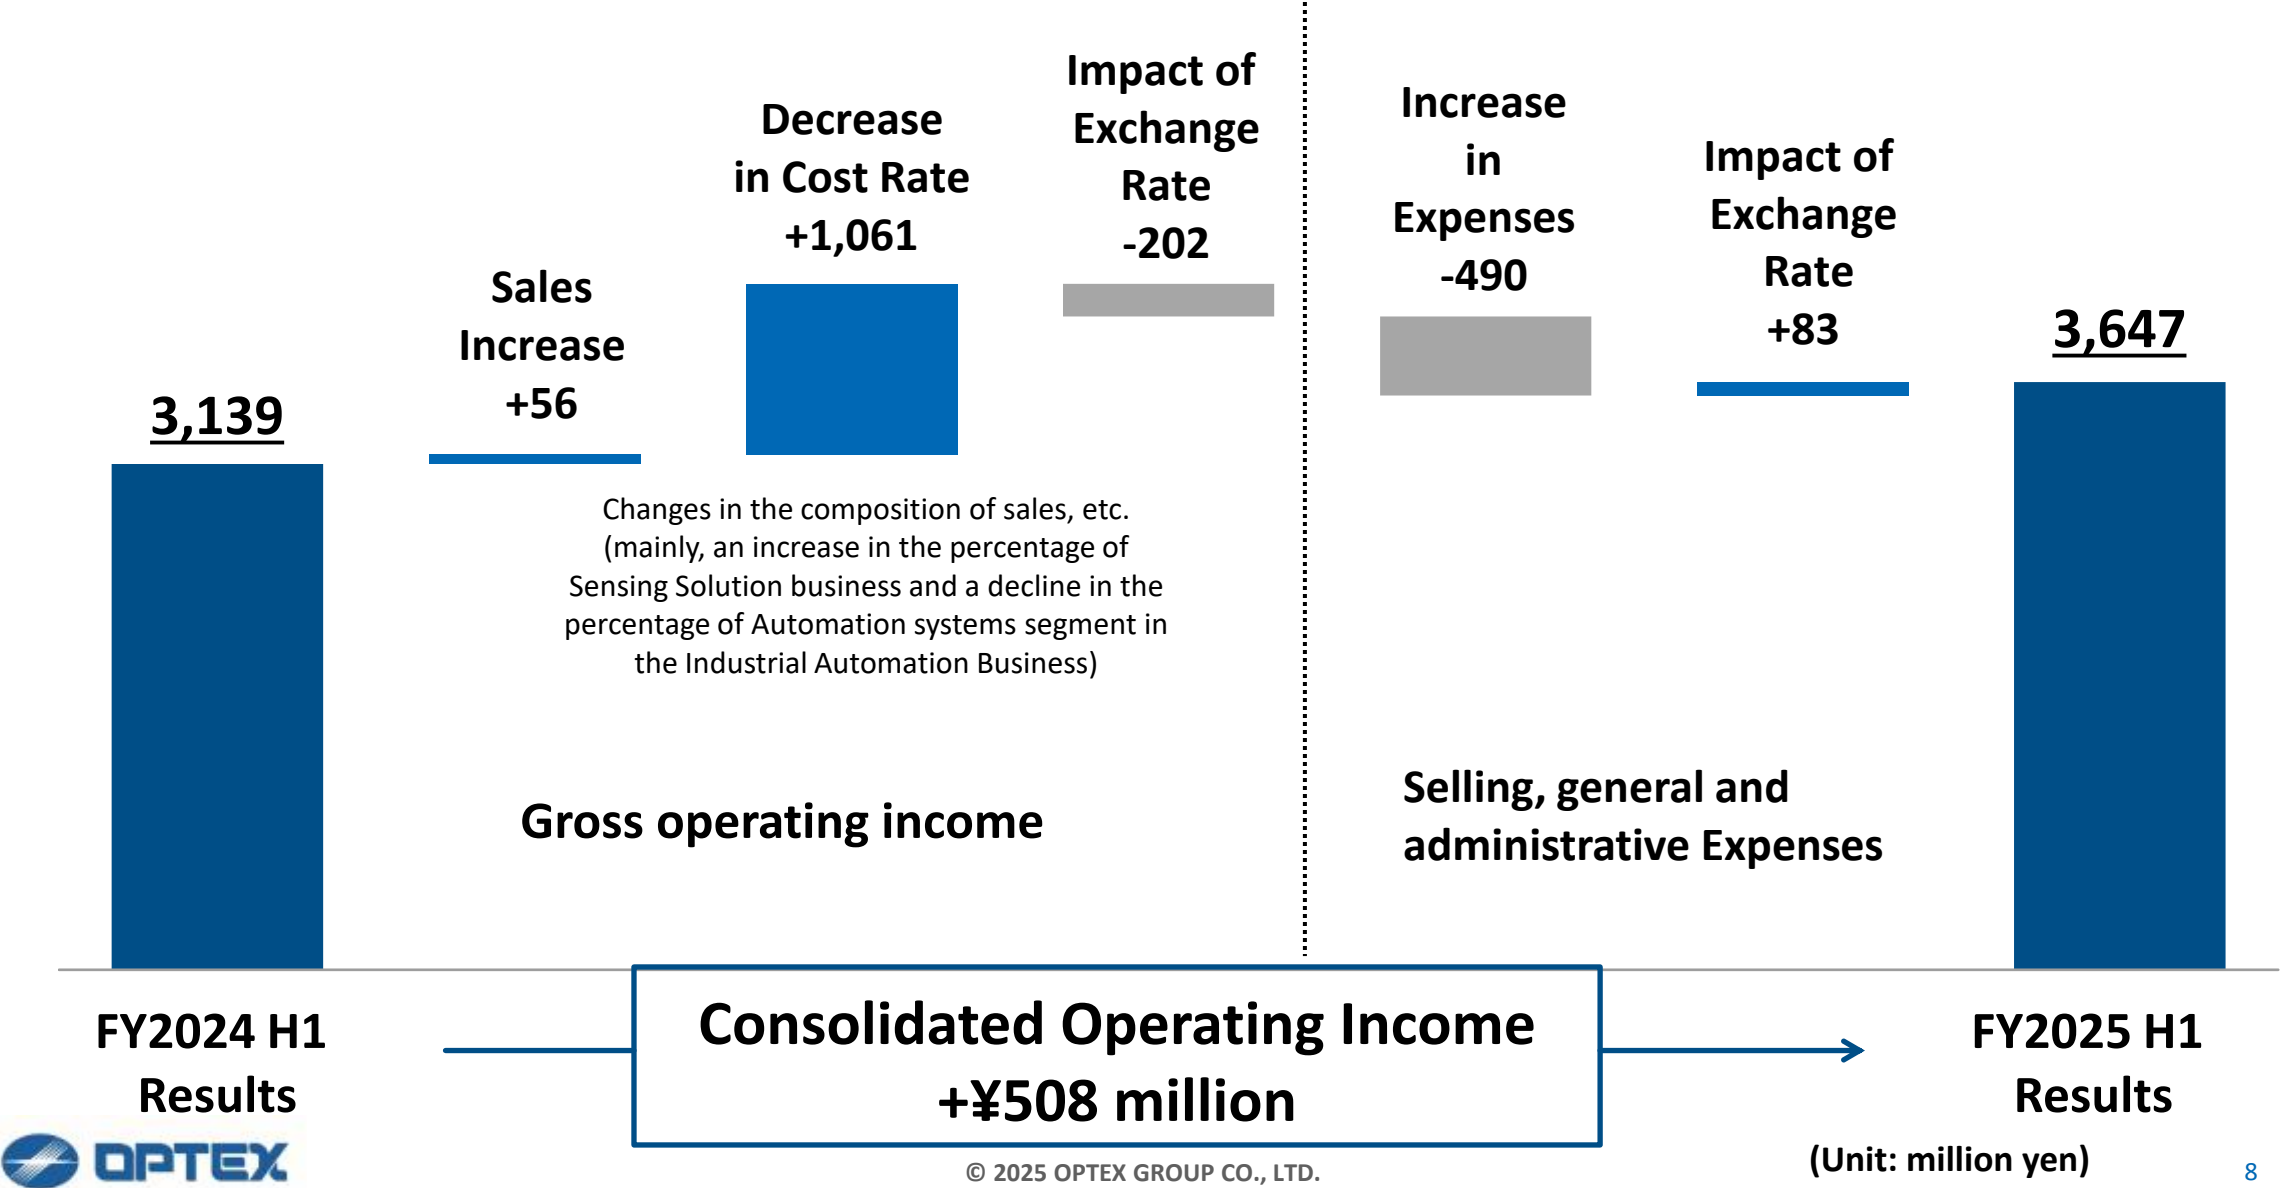 3,139
Sales
Increase
+56
Decrease
in Cost Rate
+1,061
Impact of
Exchange
Rate
-202
Increase
in
Expenses
-490
Impact of
Exchange
Rate
+83
3,647
Changes in the composition of sales, etc.
(mainly, an increase in the percentage of
Sensing Solution business and a decline in the
percentage of Automation systems segment in
the Industrial Automation Business)
Gross operating income
Selling, general and
administrative Expenses
FY2024 H1
Results
Consolidated Operating Income
+¥508 million
FY2025 H1
Results
(Unit: million yen)
OPTEX
© 2025 OPTEX GROUP CO., LTD.
8